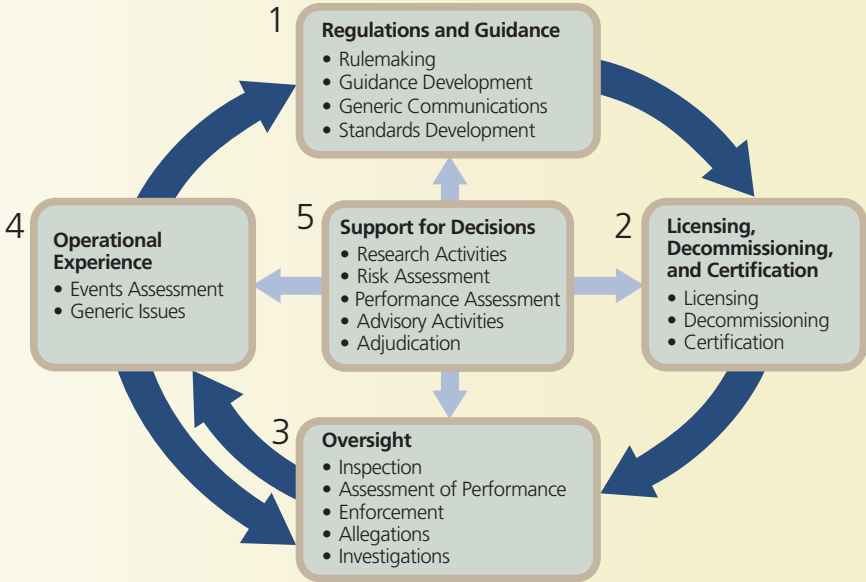 1
Regulations and Guidance
• Rulemaking
• Guidance Development
• Generic Communications
• Standards Development
2
Licensing,
Decommissioning,
and Certification
• Licensing
• Decommissioning
• Certification
3
Oversight
• Inspection
• Assessment of Performance
• Enforcement
• Allegations
• Investigations
4
Operational
Experience
• Events Assessment
• Generic Issues
5
Support for Decisions
• Research Activities
• Risk Assessment
• Performance Assessment
• Advisory Activities
• Adjudication